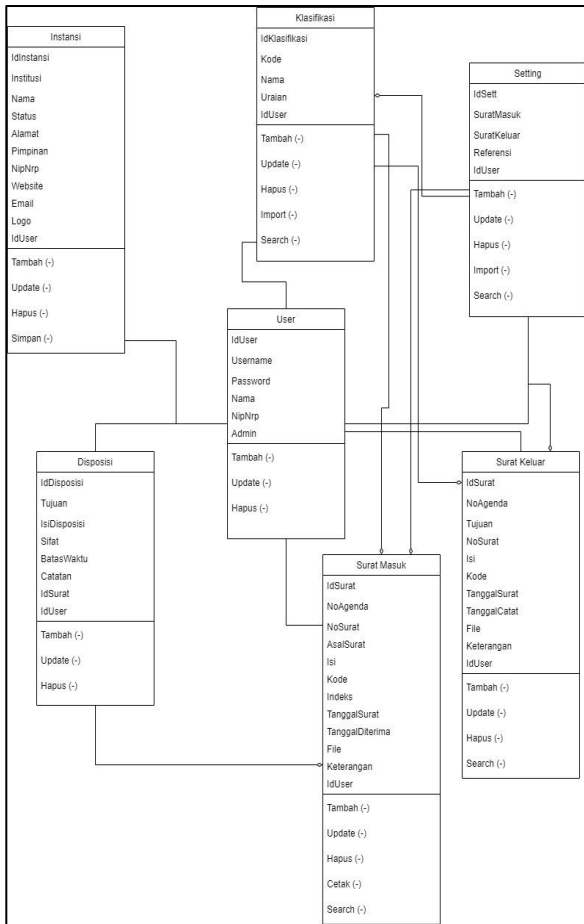 Instansi
IdInstansi
Institusi
Nama
Status
Alamat
Pimpinan
NipNrp
Website
Email
Logo
IdUser
Tambah (-)
Update (-)
Hapus (-)
Simpan (-)
Klasifikasi
IdKlasifikasi
Kode
Nama
Uraian
IdUser
Tambah (-)
Update (-)
Hapus (-)
Import (-)
Search (-)
Setting
IdSett
SuratMasuk
SuratKeluar
Referensi
IdUser
Tambah (-)
Update (-)
Hapus (-)
Import (-)
Search (-)
User
IdUser
Username
Password
Nama
NipNrp
Admin
Tambah (-)
Update (-)
Hapus (-)
Disposisi
IdDisposisi
Tujuan
IsiDisposisi
Sifat
BatasWaktu
Catatan
IdSurat
IdUser
Tambah (-)
Update (-)
Hapus (-)
Surat Masuk
IdSurat
NoAgenda
NoSurat
AsalSurat
Isi
Kode
Indeks
TanggalSurat
TanggalDiterima
File
Keterangan
IdUser
Tambah (-)
Update (-)
Hapus (-)
Cetak (-)
Search (-)
Surat Keluar
IdSurat
NoAgenda
Tujuan
NoSurat
Isi
Kode
TanggalSurat
TanggalCatat
File
Keterangan
IdUser
Tambah (-)
Update (-)
Hapus (-)
Search (-)